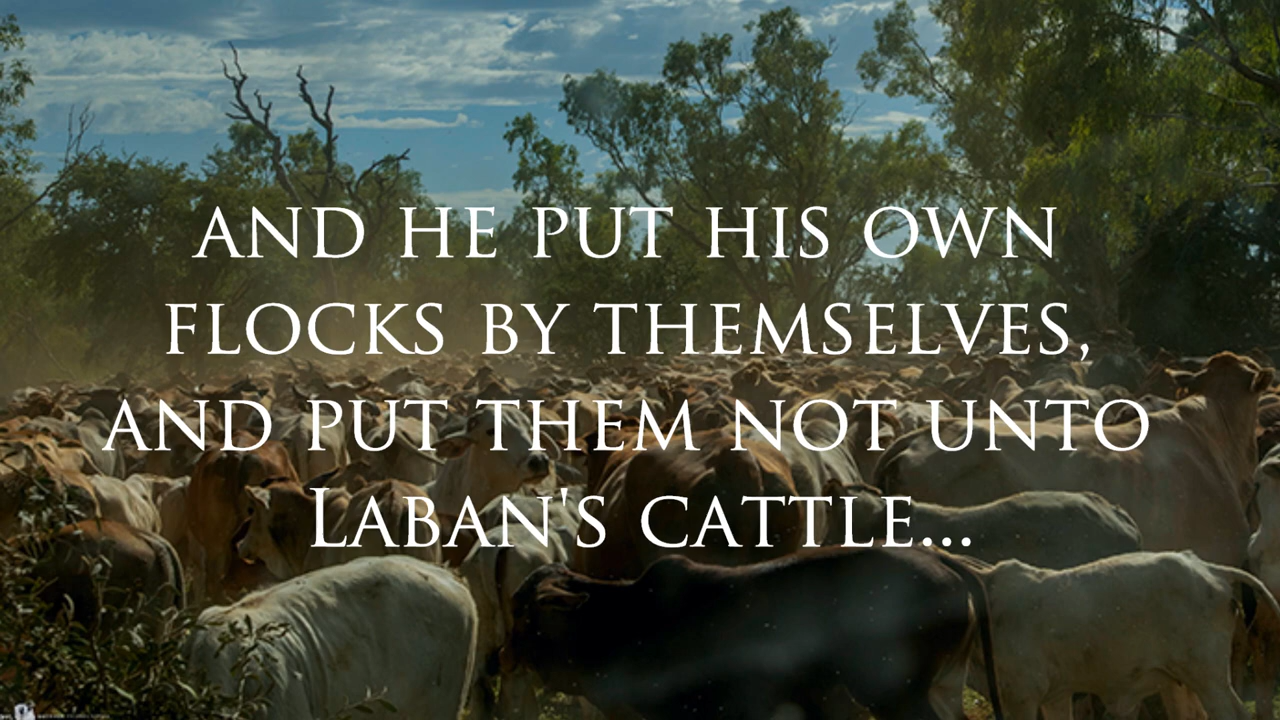 AND HE PUT HIS OWN
FLOCKS BY THEMSELVES,
AND PUT THEM NOT UNTO
LABAN'S CATTLE...